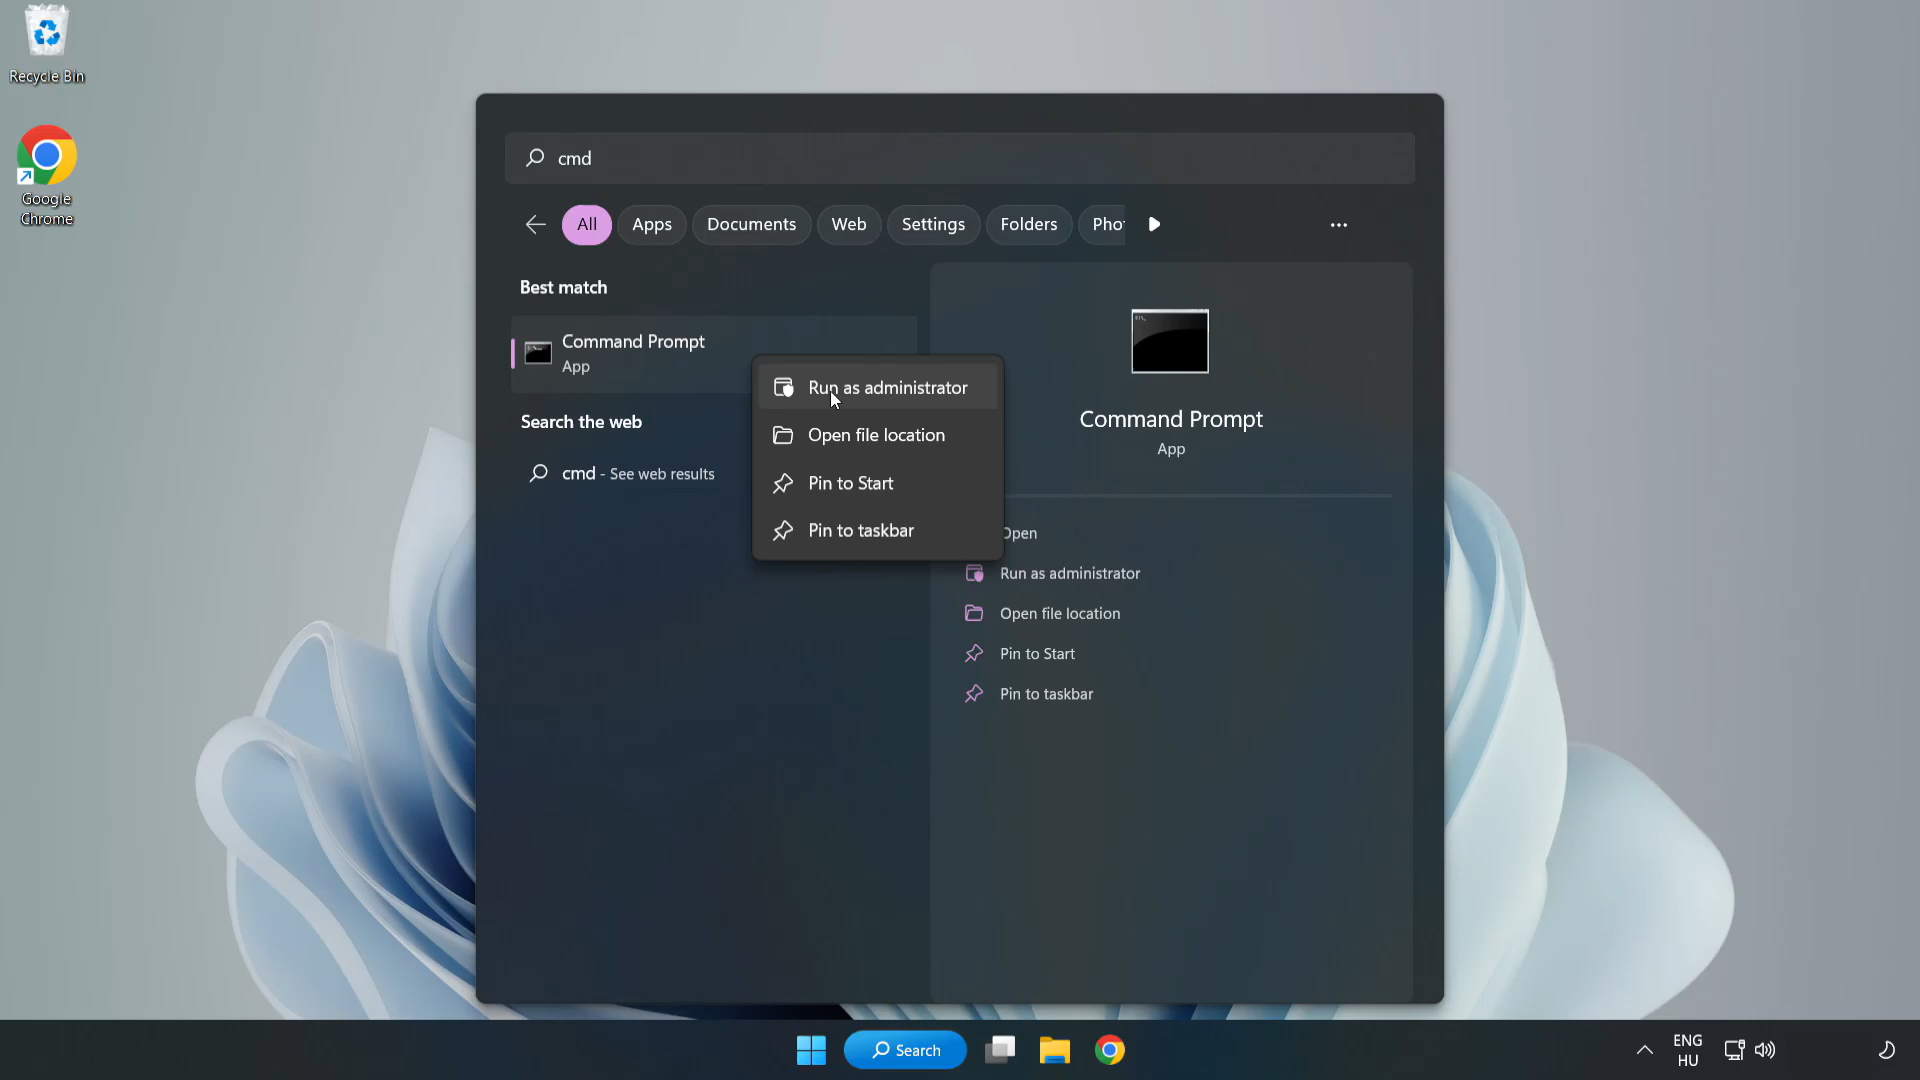 Recycle Bin
Google
Chrome
cmd
All
Apps
Documents
Web
Settings
Folders
Pho
Best match
Command Prompt
App
Search the web
cmd - See web results
Run as administrator
Open file location
Pin to Start
Pin to taskbar
Command Prompt
App
Open
Run as administrator
Open file location
Pin to Start
Pin to taskbar
Search
ENG
HU